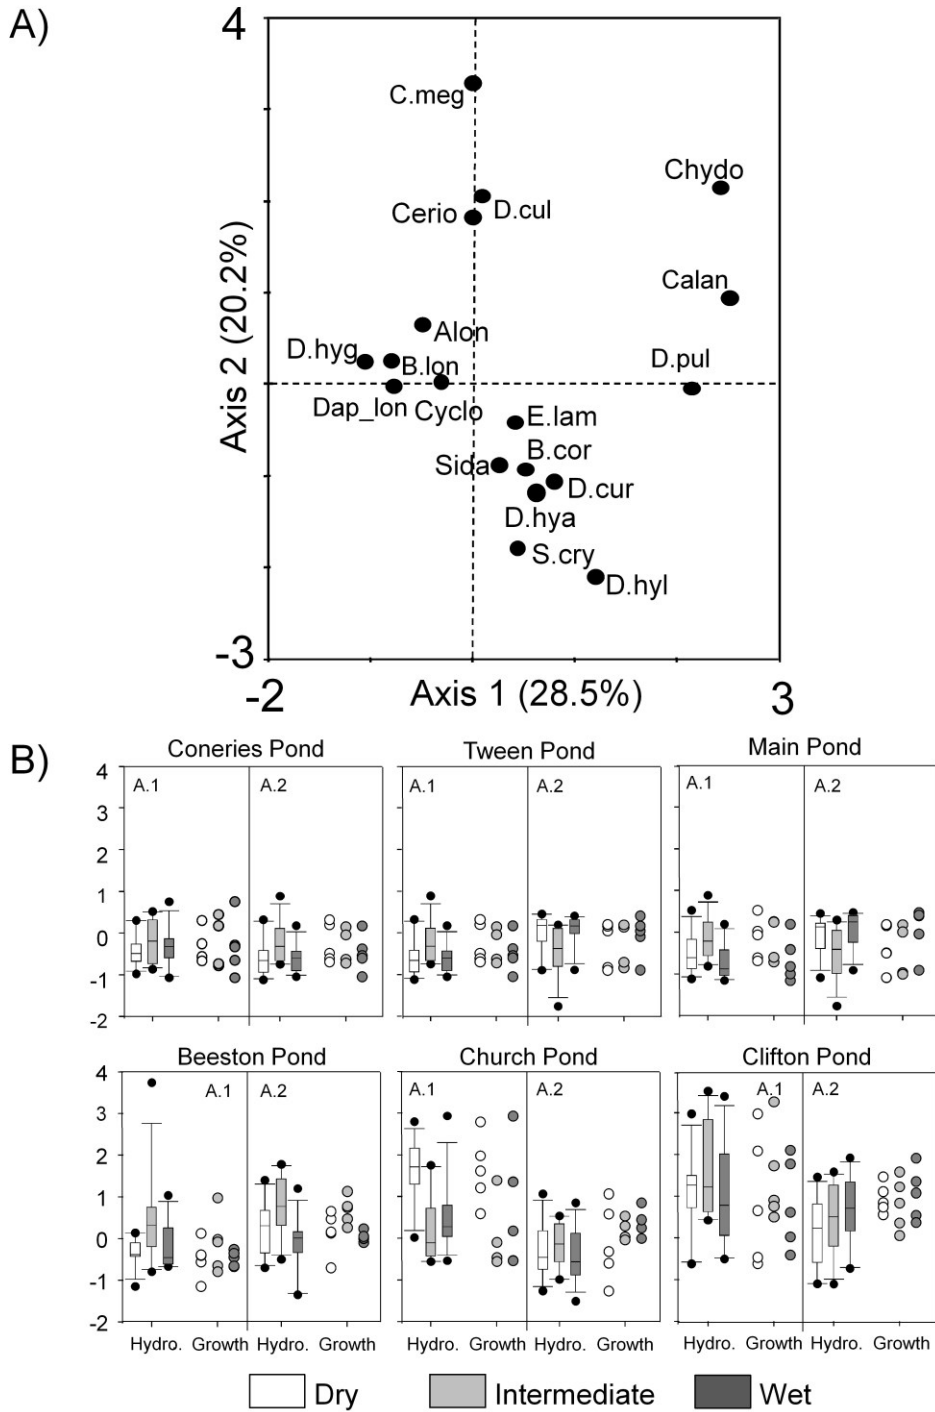 A)
4
C.meg
Chydo
D.cul
Cerio
Calan
Alon
D.hyg
B.lon
D.pul
Dap_lon
Cyclo
E.lam
B.cor
Sida
D.cur
D.hya
S.cry
D.hyl
Axis 2 (20.2%)
-3
-2
Axis 1 (28.5%)
3
B)
Coneries Pond
Tween Pond
Main Pond
4
3
2
1
0
-1
-2
A.1
A.2
A.1
A.2
A.1
A.2
Beeston Pond
Church Pond
Clifton Pond
4
3
2
1
0
-1
-2
A.1
A.2
A.1
A.2
A.1
A.2
Hydro. Growth Hydro. Growth
Hydro. Growth Hydro. Growth
Hydro. Growth Hydro. Growth
Dry
Intermediate
Wet